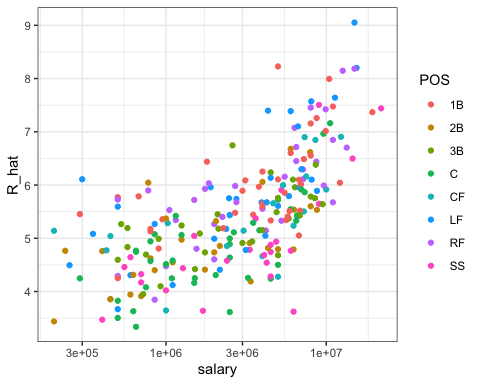 9
8
7
6
5
4
R_hat
3e+05
1e+06
3e+06
1e+07
salary
POS
1B
2B
3B
C
CF
LF
RF
SS